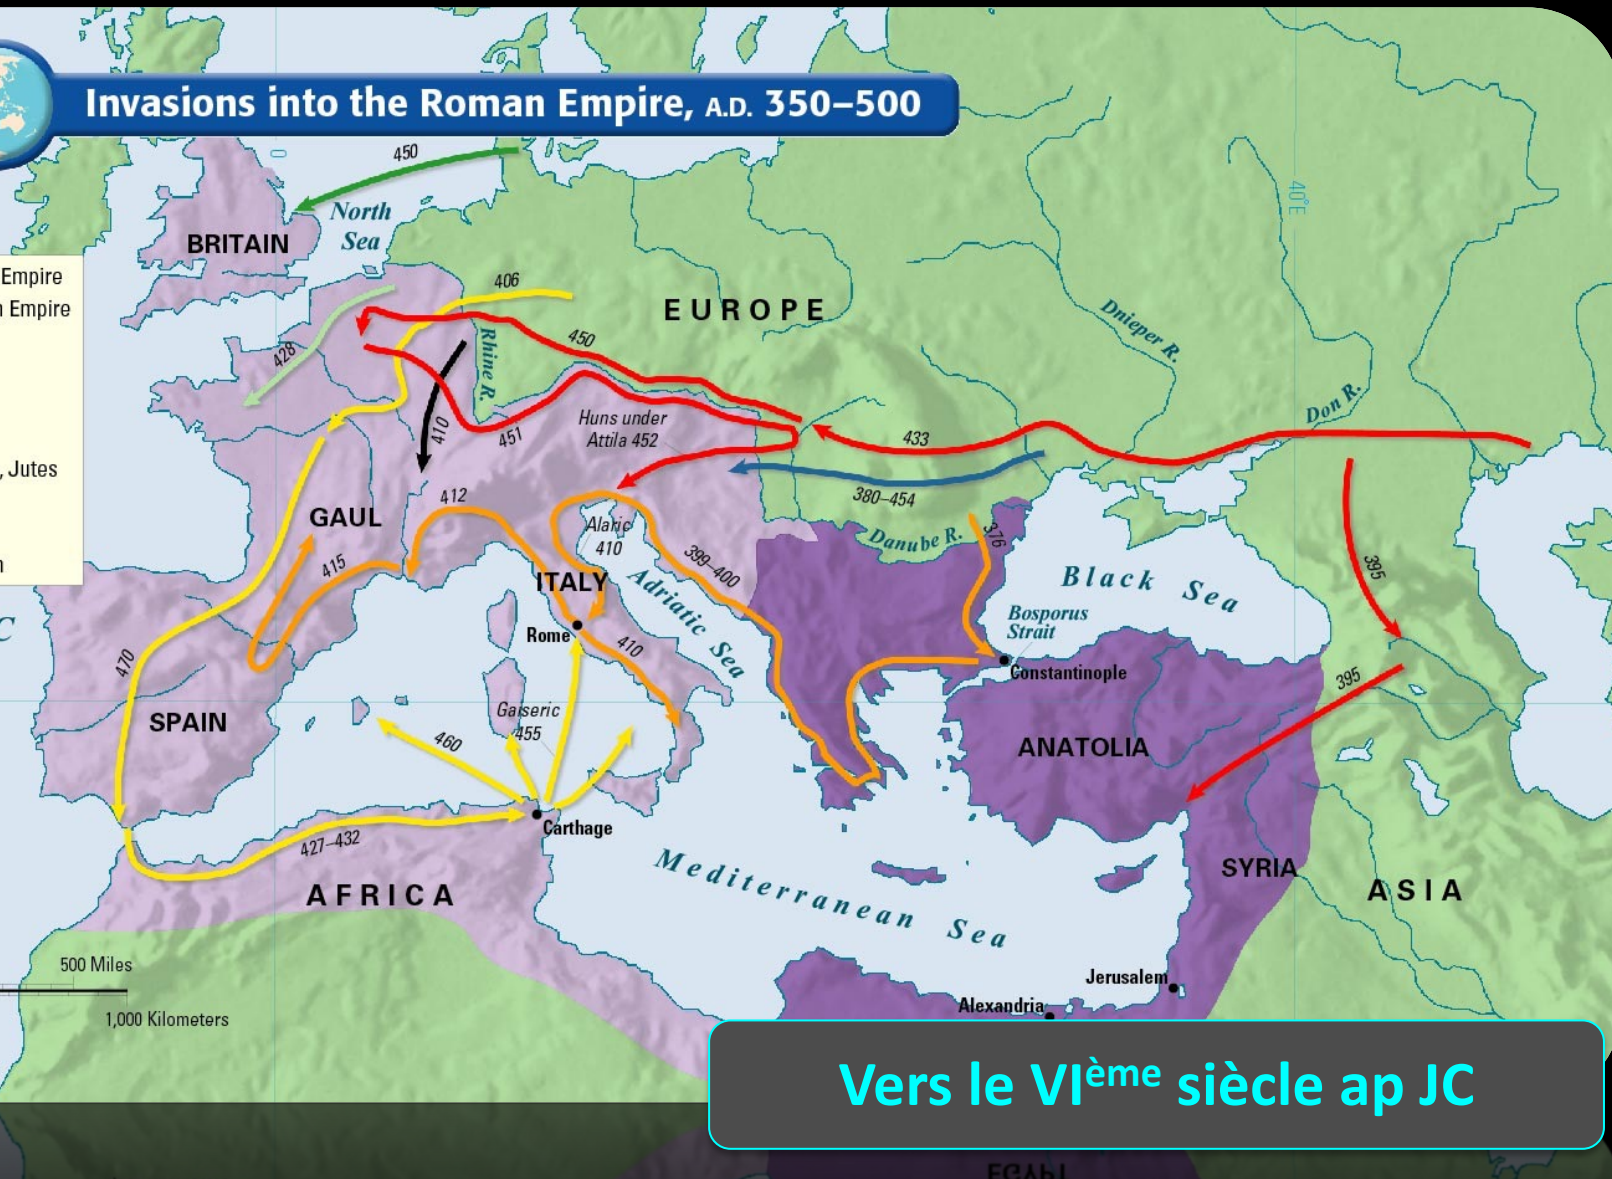 Invasions into the Roman Empire, A.D. 350–500
450
North
Sea
BRITAIN
Empire
Empire
, Jutes
406
EUROPE
40°E
Rhine R.
450
428
410
451
Huns under
Attila 452
Dnieper R.
Don R.
433
380–454
412
GAUL
415
Alaric
410
399–400
Danube R.
376
395
Black Sea
ITALY
Adriatic Sea
Bosporus
Strait
Rome
410
Constantinople
395
470
SPAIN
Gaiseric
455
460
ANATOLIA
Carthage
427–432
AFRICA
Mediterranean Sea
SYRIA
ASIA
500 Miles
1,000 Kilometers
Jerusalem
Alexandria
Vers le VIème siècle ap JC